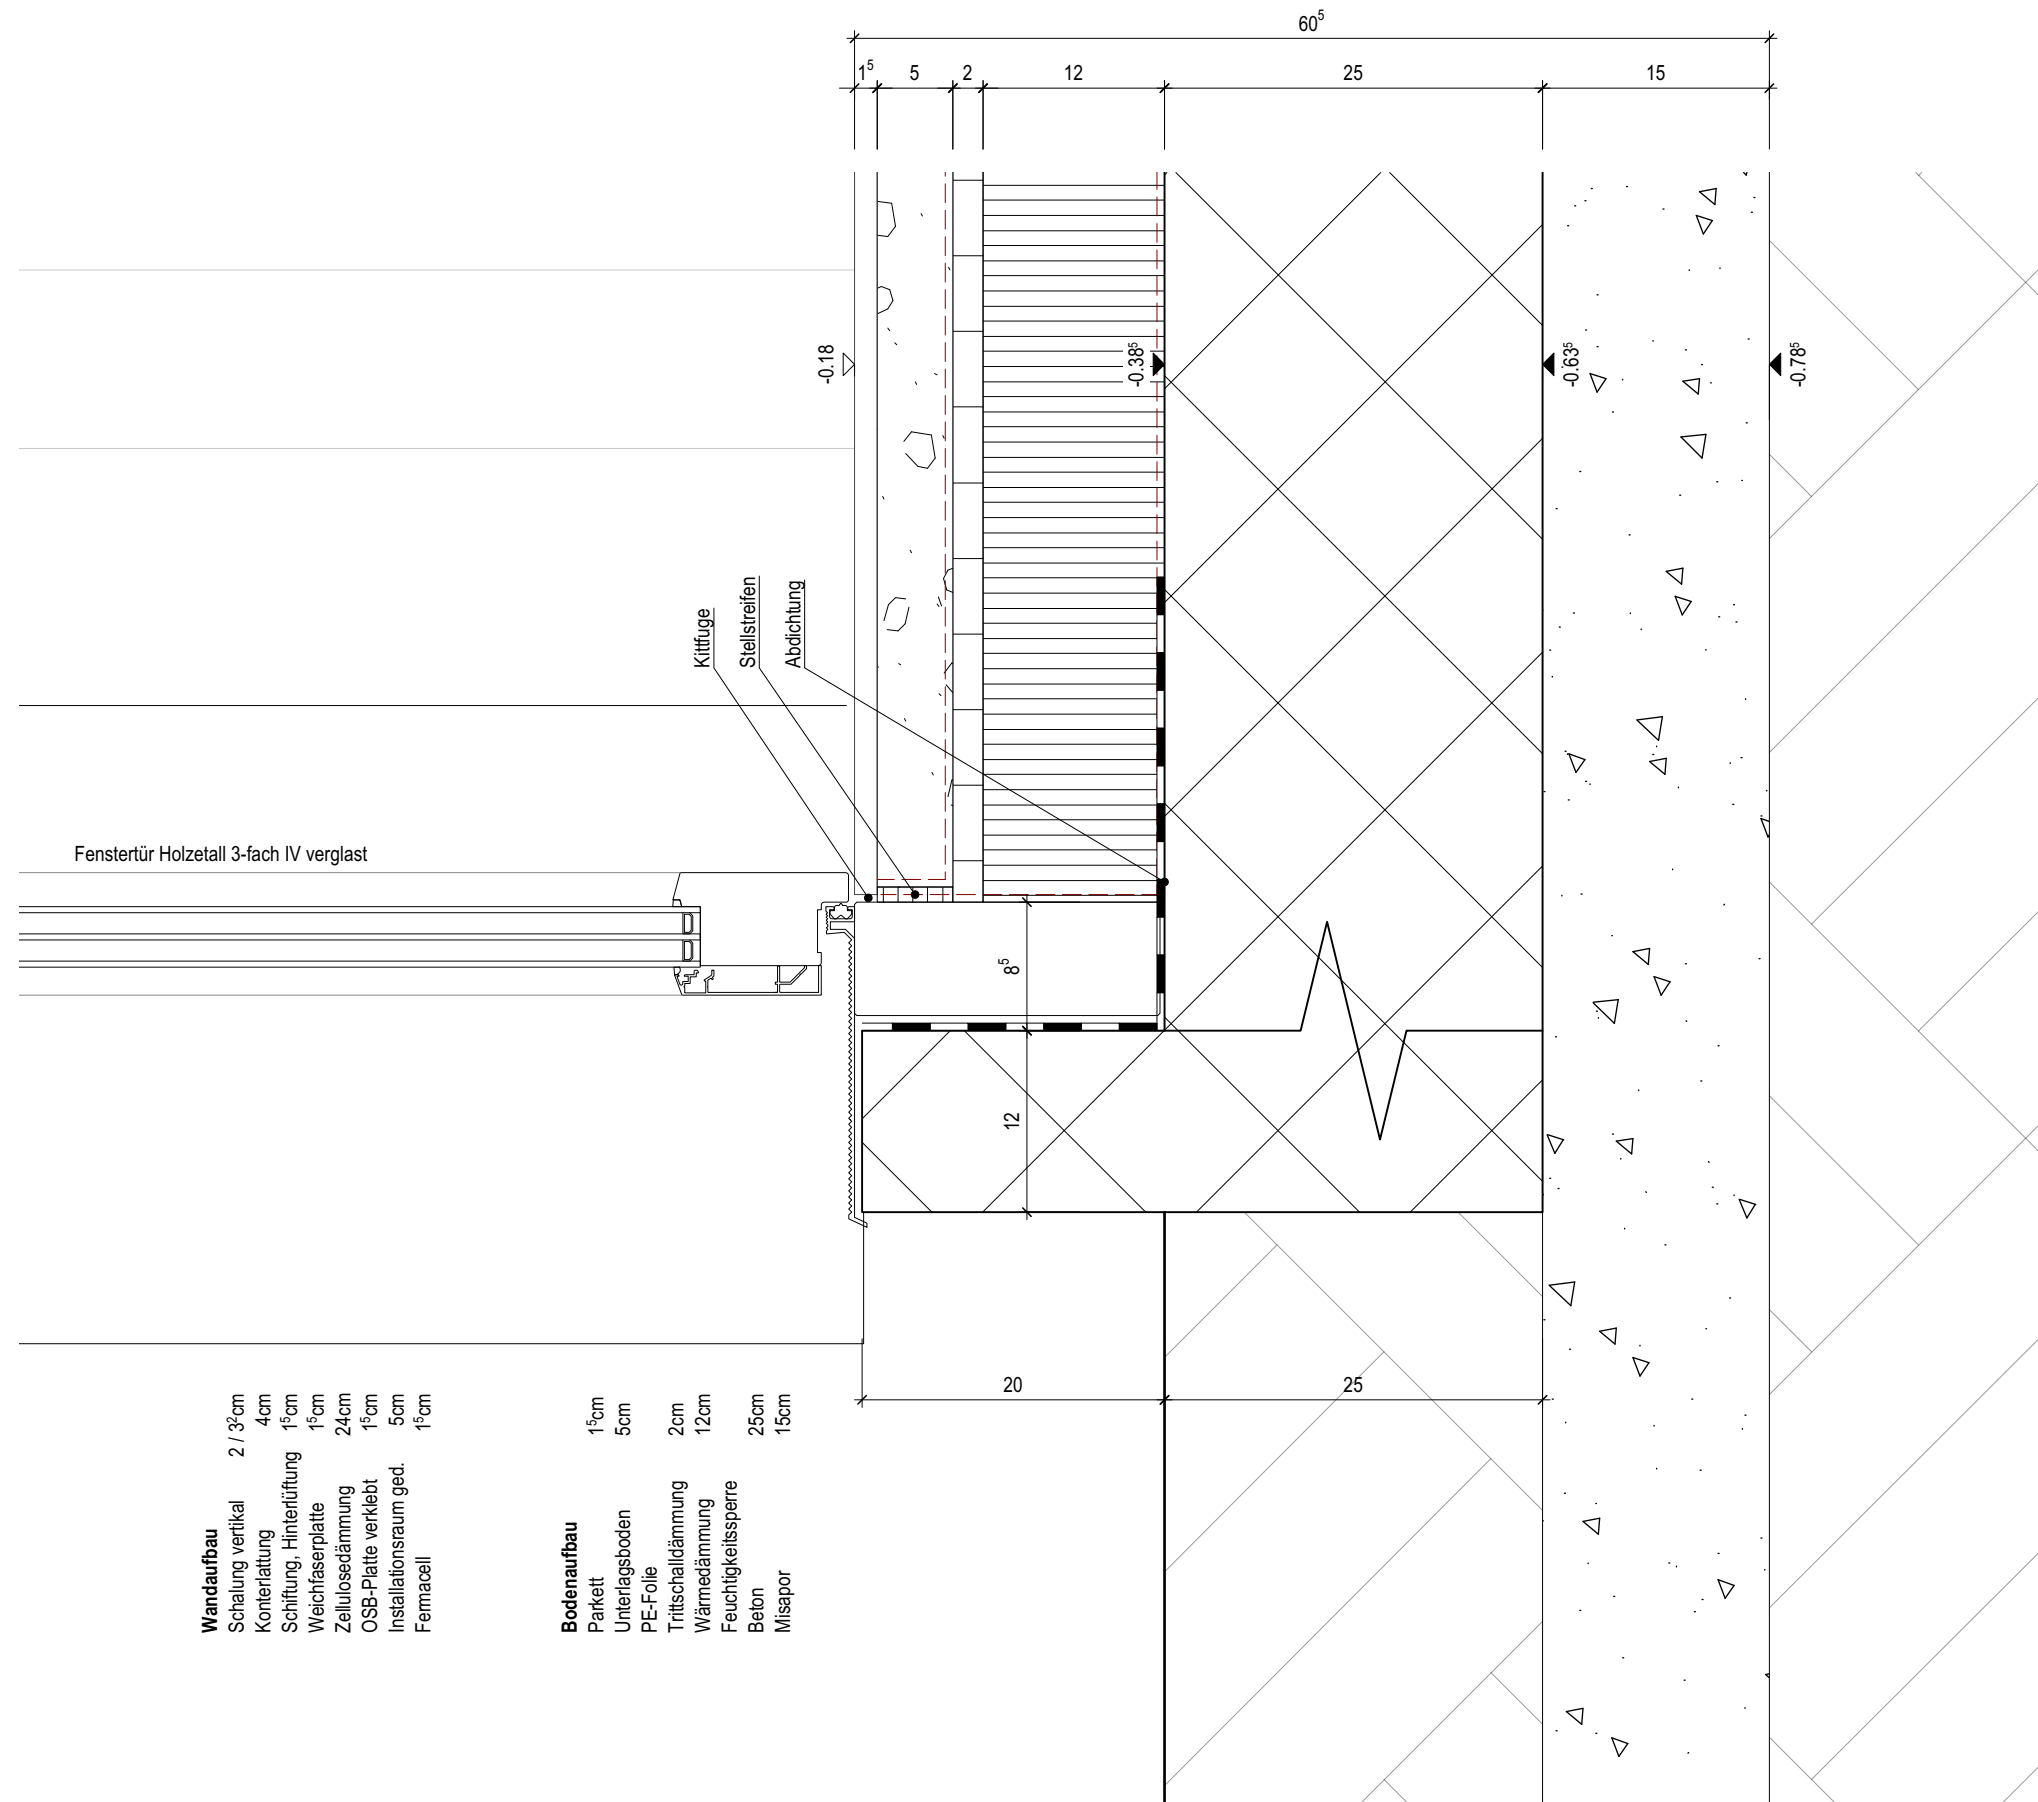 60⁵
1⁵ 5 2 12 25 15
-0.18
-0.38⁵
-0.63⁵
-0.78⁵
Kittfuge
Stellstreifen
Abdichtung
Fenstertür Holzetall 3-fach IV verglast
8⁵
12
20 25
Wandaufbau
Schalung vertikal 2 / 3²cm
Konterlattung 4cm
Schiftung, Hinterlüftung 1⁵cm
Weichfaserplatte 1⁵cm
Zellulosedämmung 24cm
OSB-Platte verklebt 1⁵cm
Installationsraum ged. 5cm
Fermacell 1⁵cm
Bodenaufbau
Parkett 1⁵cm
Unterlagsboden 5cm
PE-Folie
Trittschalldämmung 2cm
Wärmedämmung 12cm
Feuchtigkeitssperre
Beton 25cm
Misapor 15cm